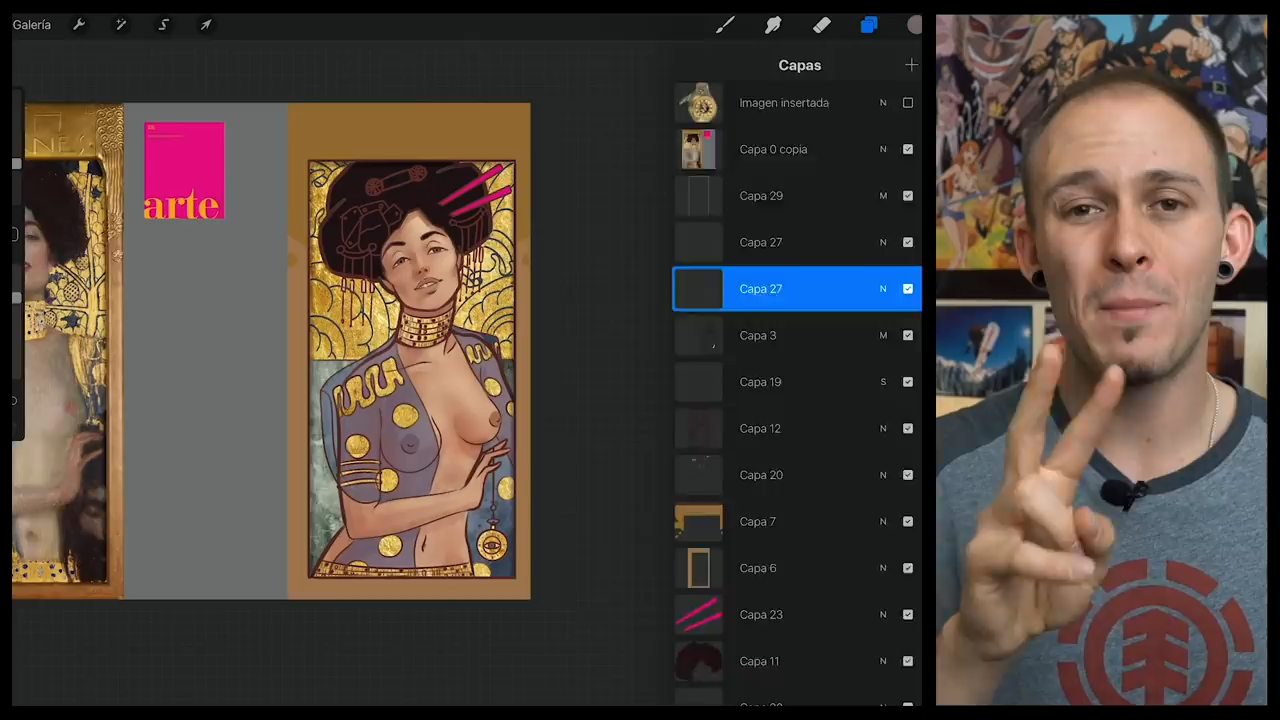 Galería
NES
arte
Capas
Imagen insertada N
Capa 0 copia N
Capa 29 M
Capa 27 N
Capa 27 N
Capa 3 M
Capa 19 S
Capa 12 N
Capa 20 N
Capa 7 N
Capa 6 N
Capa 23 N
Capa 11 N